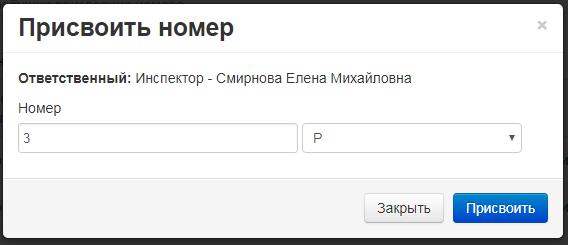 Присвоить номер ×
Ответственный: Инспектор - Смирнова Елена Михайловна
Номер
3 Р
Закрыть Присвоить